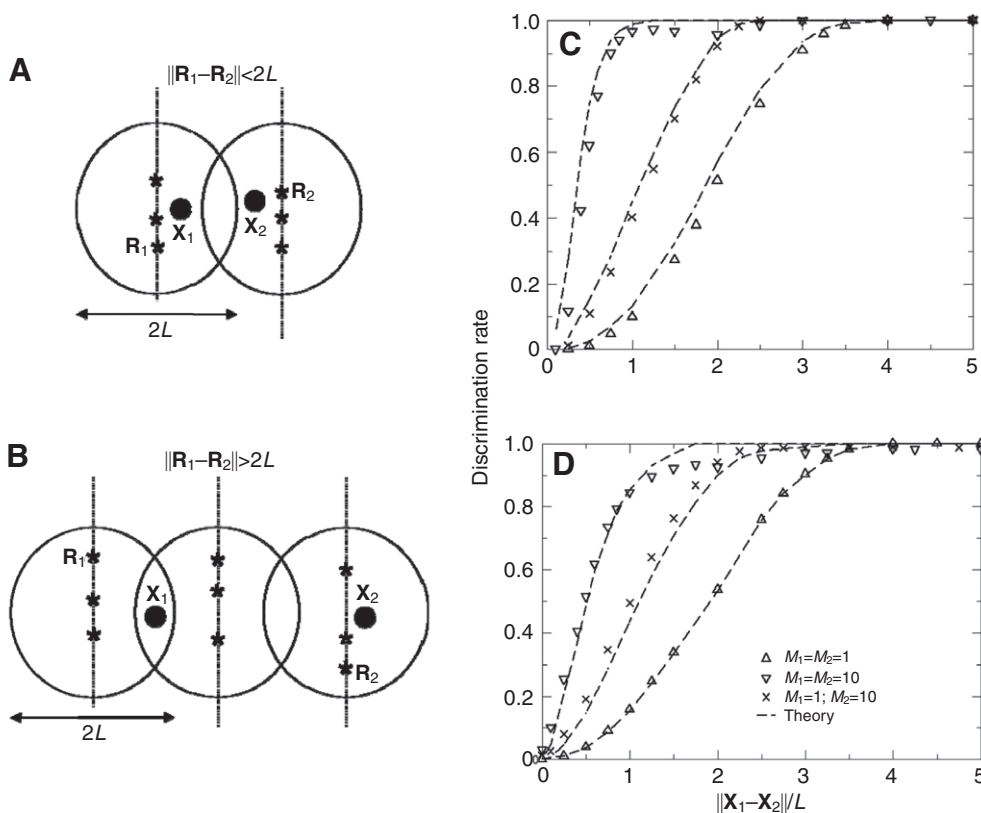 A
‖R₁–R₂‖<2L
R₂
X₁
X₂
R₁
2L
B
‖R₁–R₂‖>2L
R₁
X₁
X₂
R₂
2L
Discrimination rate
C
1.0
0.8
0.6
0.4
0.2
0
0 1 2 3 4 5
D
1.0
0.8
0.6
0.4
0.2
0
M₁=M₂=1
M₁=M₂=10
M₁=1; M₂=10
Theory
0 1 2 3 4 5
‖X₁–X₂‖/L